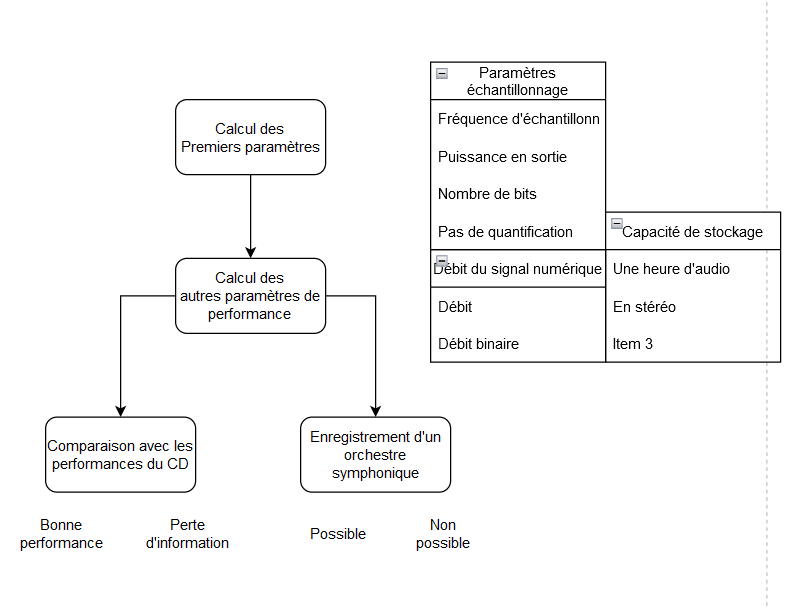 Calcul des
Premiers paramètres
Calcul des
autres paramètres de
performance
Comparaison avec les
performances du CD
Enregistrement d'un
orchestre
symphonique
Bonne
performance
Perte
d'information
Possible
Non
possible
Paramètres
échantillonnage
Fréquence d'échantillonn
Puissance en sortie
Nombre de bits
Pas de quantification
Débit du signal numérique
Débit
Débit binaire
Capacité de stockage
Une heure d'audio
En stéréo
Item 3